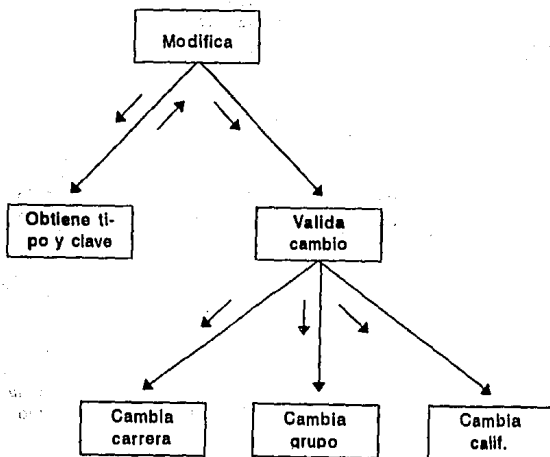 Modifica
Obtiene ti-
po y clave
Valida
cambio
Cambia
carrera
Cambia
grupo
Cambia
calif.